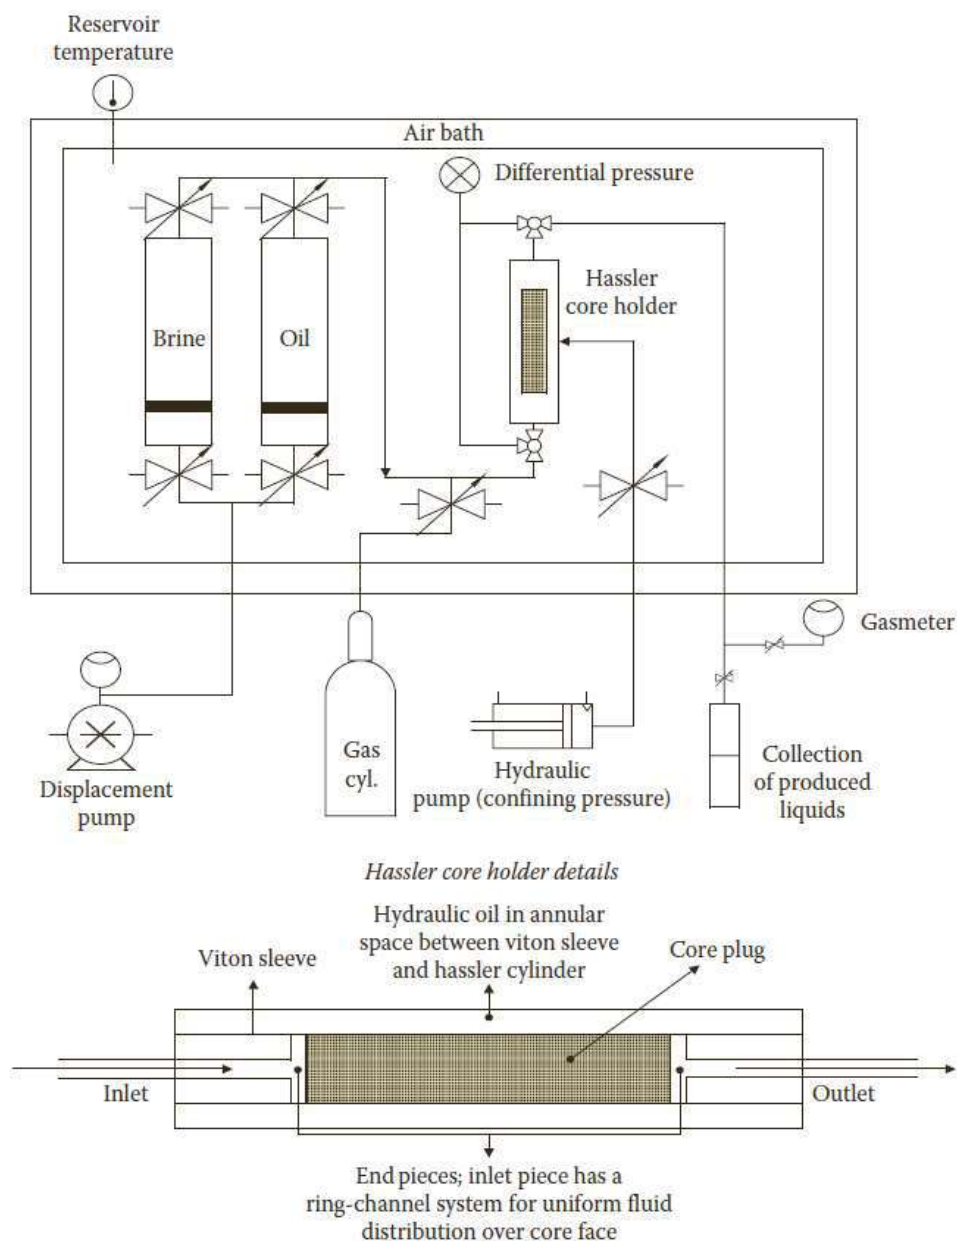 Reservoir
temperature
Air bath
Differential pressure
Hassler
core holder
Brine
Oil
Gasmeter
Gas
cyl.
Displacement
pump
Hydraulic
pump (confining pressure)
Collection
of produced
liquids
Hassler core holder details
Hydraulic oil in annular
space between viton sleeve
and hassler cylinder
Viton sleeve
Core plug
Inlet
Outlet
End pieces; inlet piece has a
ring-channel system for uniform fluid
distribution over core face